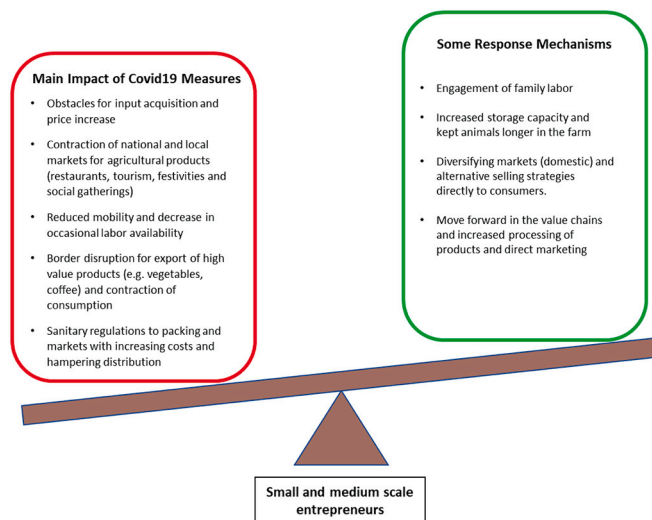 Main Impact of Covid19 Measures
• Obstacles for input acquisition and
price increase
• Contraction of national and local
markets for agricultural products
(restaurants, tourism, festivities and
social gatherings)
• Reduced mobility and decrease in
occasional labor availability
• Border disruption for export of high
value products (e.g. vegetables,
coffee) and contraction of
consumption
• Sanitary regulations to packing and
markets with increasing costs and
hampering distribution
Some Response Mechanisms
• Engagement of family labor
• Increased storage capacity and
kept animals longer in the farm
• Diversifying markets (domestic) and
alternative selling strategies
directly to consumers.
• Move forward in the value chains
and increased processing of
products and direct marketing
Small and medium scale
entrepreneurs